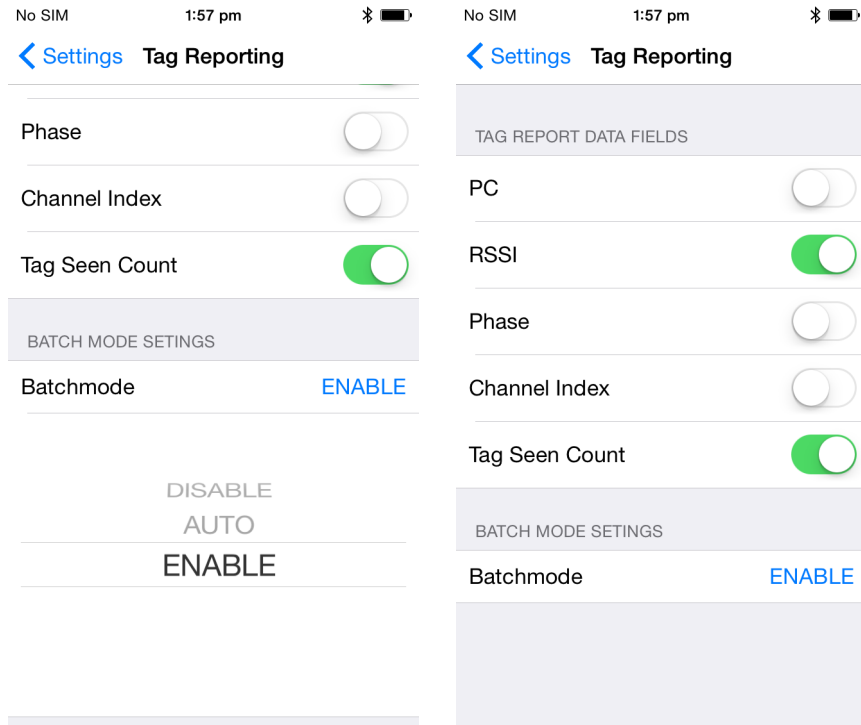 No SIM 1:57 pm
Settings Tag Reporting
Phase
Channel Index
Tag Seen Count
BATCH MODE SETINGS
Batchmode ENABLE
DISABLE
AUTO
ENABLE
No SIM 1:57 pm
Settings Tag Reporting
TAG REPORT DATA FIELDS
PC
RSSI
Phase
Channel Index
Tag Seen Count
BATCH MODE SETINGS
Batchmode ENABLE